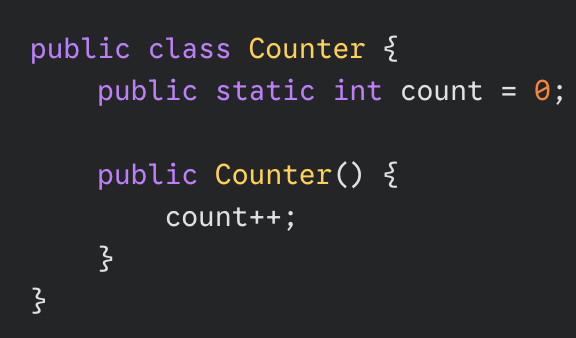 public class Counter {
    public static int count = 0;

    public Counter() {
        count++;
    }
}